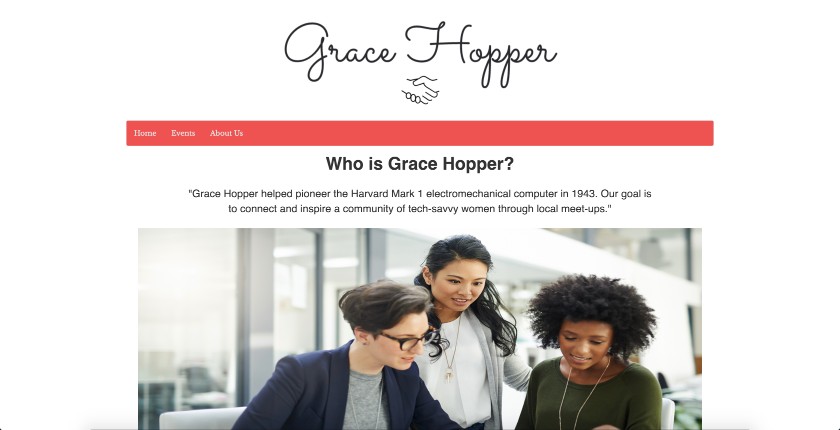 Grace Hopper
Home Events About Us
Who is Grace Hopper?
"Grace Hopper helped pioneer the Harvard Mark 1 electromechanical computer in 1943. Our goal is
to connect and inspire a community of tech-savvy women through local meet-ups."